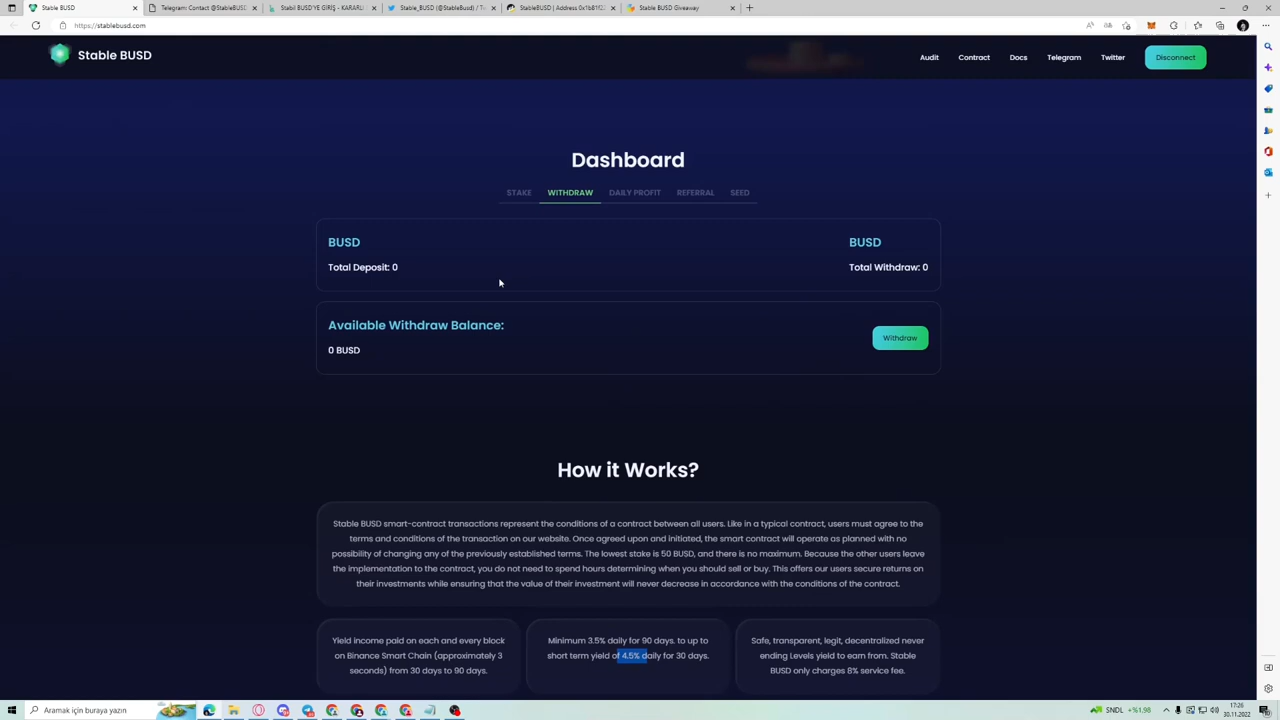 Stable BUSD
Telegram: Contact @StableBUSD
Stabil BUSD'YE GİRİŞ - KARARLI
Stable_BUSD (@StableBusd) / T
StableBUSD | Address 0x1b81f2
Stable BUSD Giveaway
https://stablebusd.com
Stable BUSD
Audit
Contract
Docs
Telegram
Twitter
Disconnect
Dashboard
STAKE
WITHDRAW
DAILY PROFIT
REFERRAL
SEED
BUSD
BUSD
Total Deposit: 0
Total Withdraw: 0
Available Withdraw Balance:
0 BUSD
Withdraw
How it Works?
Stable BUSD smart-contract transactions represent the conditions of a contract between all users. Like in a typical contract, users must agree to the
terms and conditions of the transaction on our website. Once agreed upon and initiated, the smart contract will operate as planned with no
possibility of changing any of the previously established terms. The lowest stake is 50 BUSD, and there is no maximum. Because the other users leave
the implementation to the contract, you do not need to spend hours determining when you should sell or buy. This offers our users secure returns on
their investments while ensuring that the value of their investment will never decrease in accordance with the conditions of the contract.
Yield income paid on each and every block
on Binance Smart Chain (approximately 3
seconds) from 30 days to 90 days.
Minimum 3.5% daily for 90 days. to up to
short term yield of 4.5% daily for 30 days.
Safe, transparent, legit, decentralized never
ending Levels yield to earn from. Stable
BUSD only charges 8% service fee.
Aramak için buraya yazın
SNDL +%1,98
17:26
30.11.2022